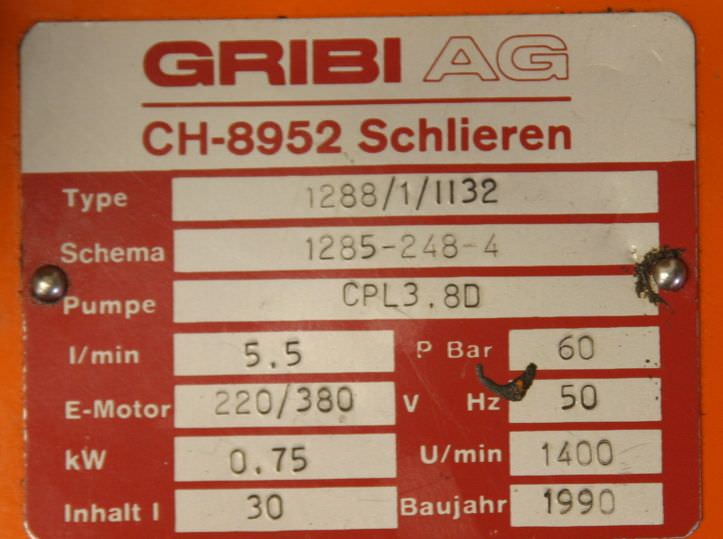 GRIBI AG
CH-8952 Schlieren
Type 1288/1/1132
Schema 1285-248-4
Pumpe CPL3.8D
l/min 5.5 P Bar 60
E-Motor 220/380 V Hz 50
kW 0.75 U/min 1400
Inhalt l 30 Baujahr 1990